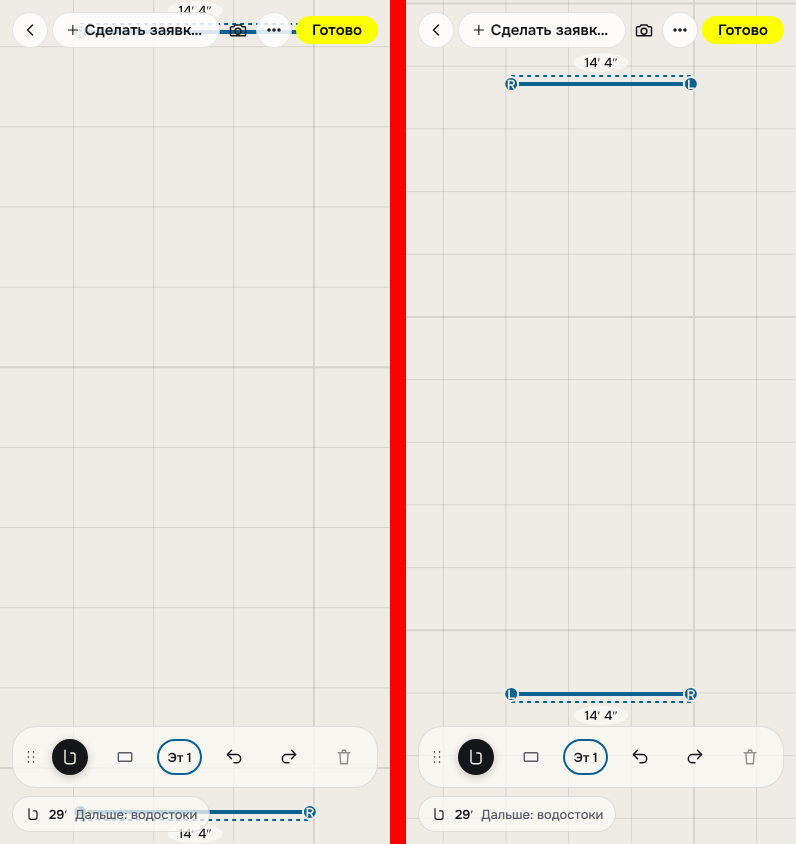 14′ 4″
Сделать заявк...
Готово
Эт 1
R
29′ Дальше: водостоки
14′ 4″
Сделать заявк...
Готово
14′ 4″
R L
L R
14′ 4″
Эт 1
29′ Дальше: водостоки